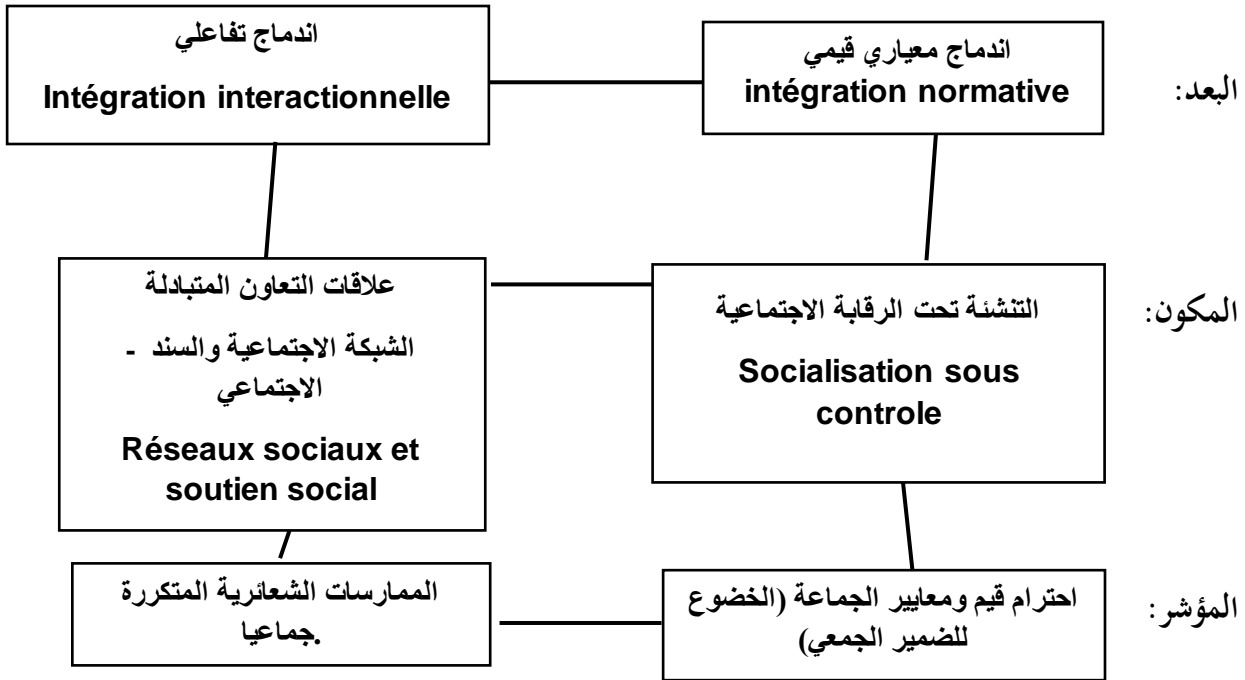 البعد:
اندماج معياري قيمي
intégration normative
اندماج تفاعلي
Intégration interactionnelle
المكون:
التنشئة تحت الرقابة الاجتماعية
Socialisation sous
controle
علاقات التعاون المتبادلة
الشبكة الاجتماعية والسند -
الاجتماعي
Réseaux sociaux et
soutien social
المؤشر:
احترام قيم ومعايير الجماعة (الخضوع
للضمير الجمعي)
الممارسات الشعائرية المتكررة
.جماعيا